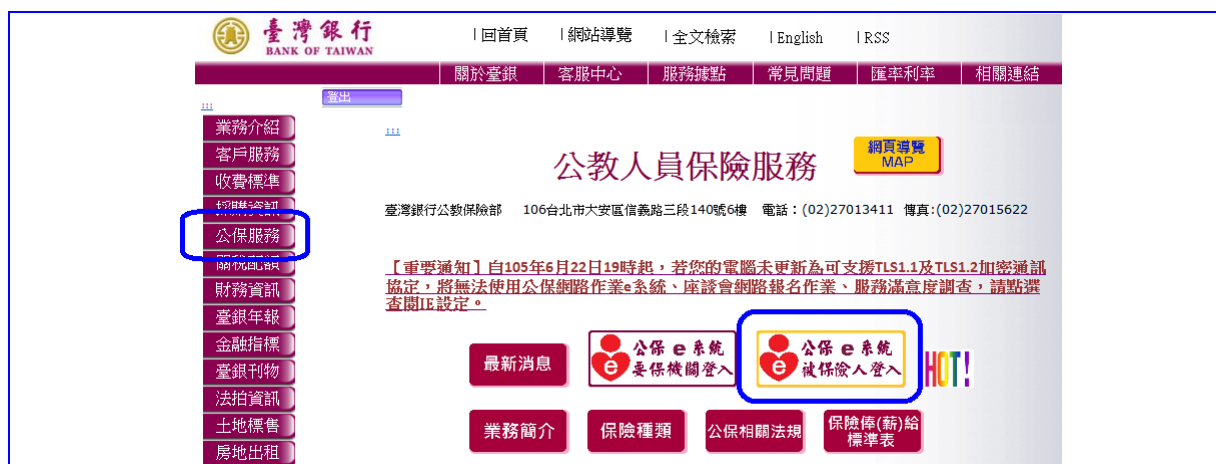 臺灣銀行
BANK OF TAIWAN
|回首頁 |網站導覽 |全文檢索 |English |RSS
關於臺銀 客服中心 服務據點 常見問題 匯率利率 相關連結
:::
登出
:::
業務介紹
客戶服務
收費標準
採購資訊
公保服務
關稅配額
財務資訊
臺銀年報
金融指標
臺銀刊物
法拍資訊
土地標售
房地出租
公教人員保險服務
網頁導覽
MAP
臺灣銀行公教保險部 106台北市大安區信義路三段140號6樓 電話：(02)27013411 傳真:(02)27015622
【重要通知】自105年6月22日19時起，若您的電腦未更新為可支援TLS1.1及TLS1.2加密通訊
協定，將無法使用公保網路作業e系統、座談會網路報名作業、服務滿意度調查，請點選
查閱IE設定。
最新消息
公保 e 系統
要保機關登入
公保 e 系統
被保險人登入
HOT!
業務簡介
保險種類
公保相關法規
保險俸(薪)給
標準表